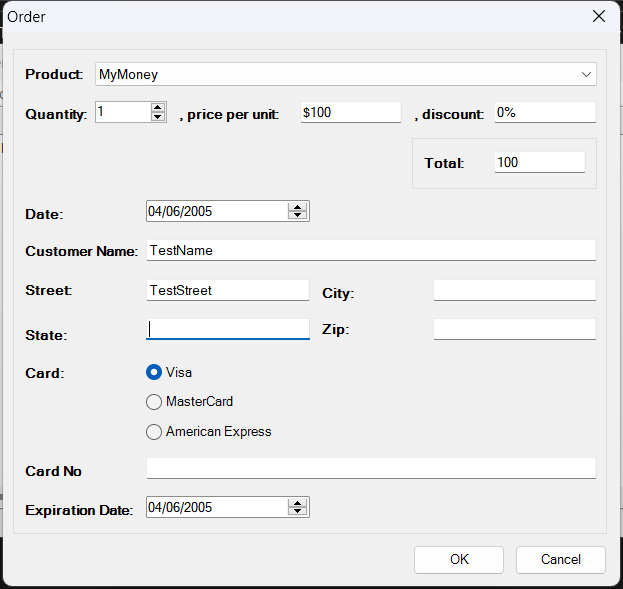 Order
Product: MyMoney
Quantity: 1 , price per unit: $100 , discount: 0%
Total: 100
Date: 04/06/2005
Customer Name: TestName
Street: TestStreet City:
State: Zip:
Card: Visa
MasterCard
American Express
Card No
Expiration Date: 04/06/2005
OK Cancel